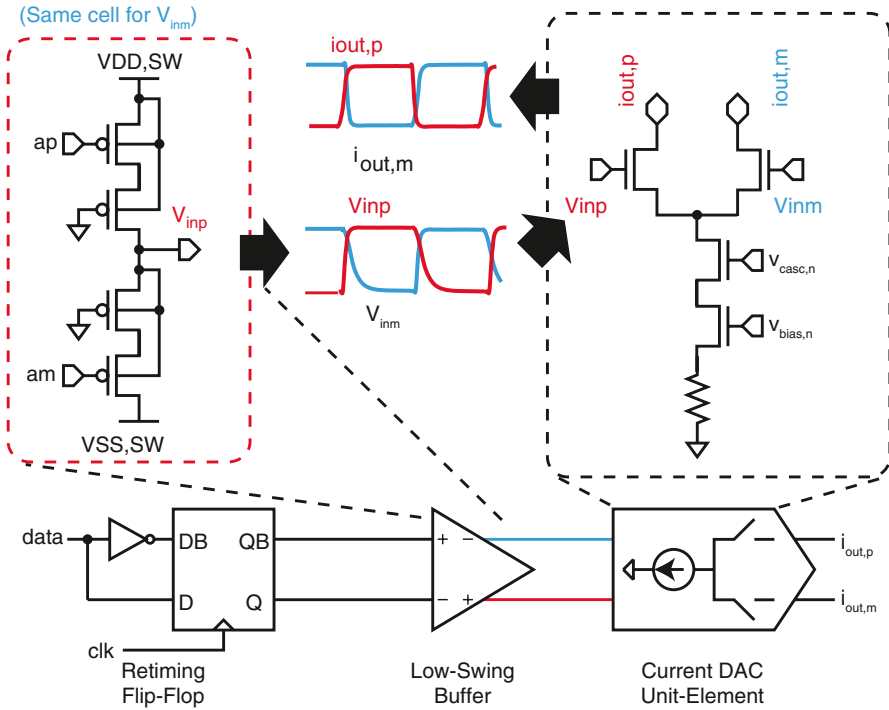 (Same cell for Vinm)
VDD,SW
ap
Vinp
am
VSS,SW
iout,p
iout,m
Vinp
Vinm
iout,p
iout,m
Vinp
Vinm
vcasc,n
vbias,n
data
DB
QB
D
Q
clk
+
−
−
+
iout,p
iout,m
Retiming
Flip-Flop
Low-Swing
Buffer
Current DAC
Unit-Element